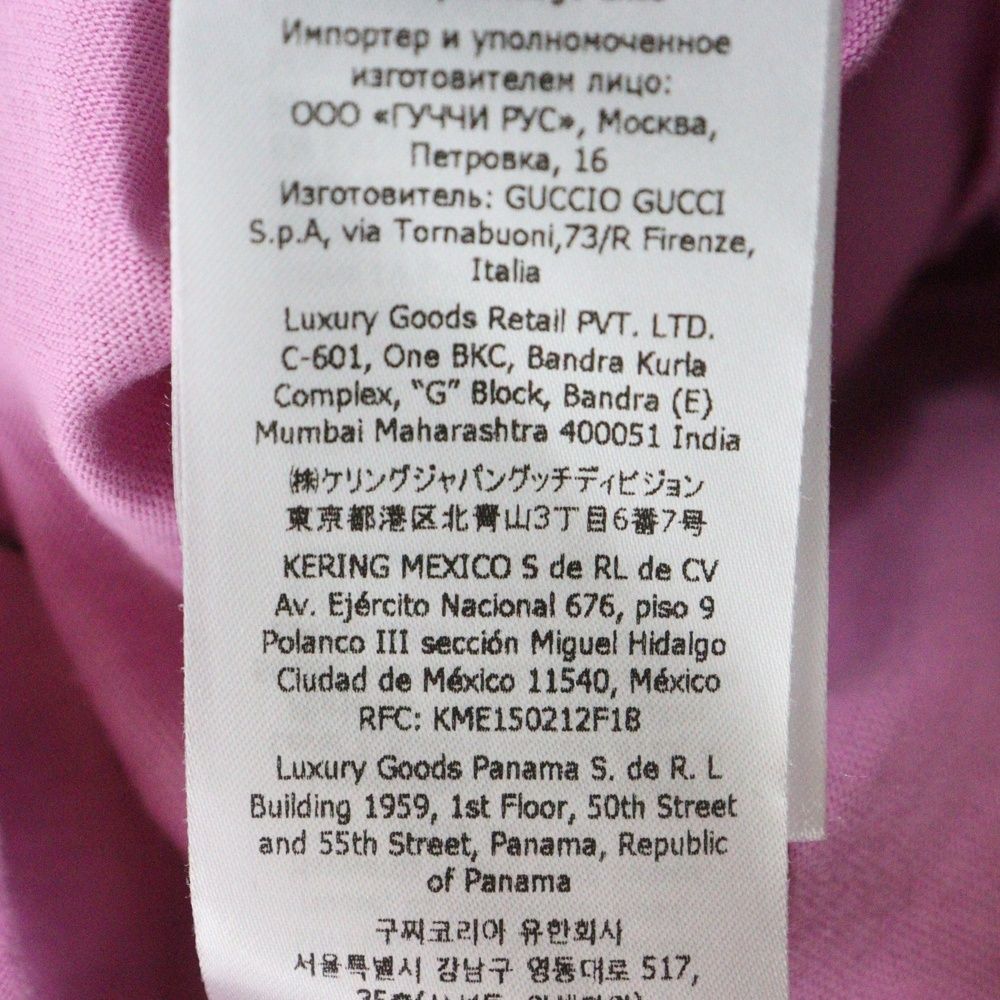 Импортер и уполномоченное
изготовителем лицо:
ООО «ГУЧЧИ РУС», Москва,
Петровка, 16
Изготовитель: GUCCIO GUCCI
S.p.A, via Tornabuoni,73/R Firenze,
Italia
Luxury Goods Retail PVT. LTD.
C-601, One BKC, Bandra Kurla
Complex, “G” Block, Bandra (E)
Mumbai Maharashtra 400051 India
㈱ケリングジャパングッチディビジョン
東京都港区北青山3丁目6番7号
KERING MEXICO S de RL de CV
Av. Ejército Nacional 676, piso 9
Polanco III sección Miguel Hidalgo
Ciudad de México 11540, México
RFC: KME150212F1B
Luxury Goods Panama S. de R. L
Building 1959, 1st Floor, 50th Street
and 55th Street, Panama, Republic
of Panama
구찌코리아 유한회사
서울특별시 강남구 영동대로 517,